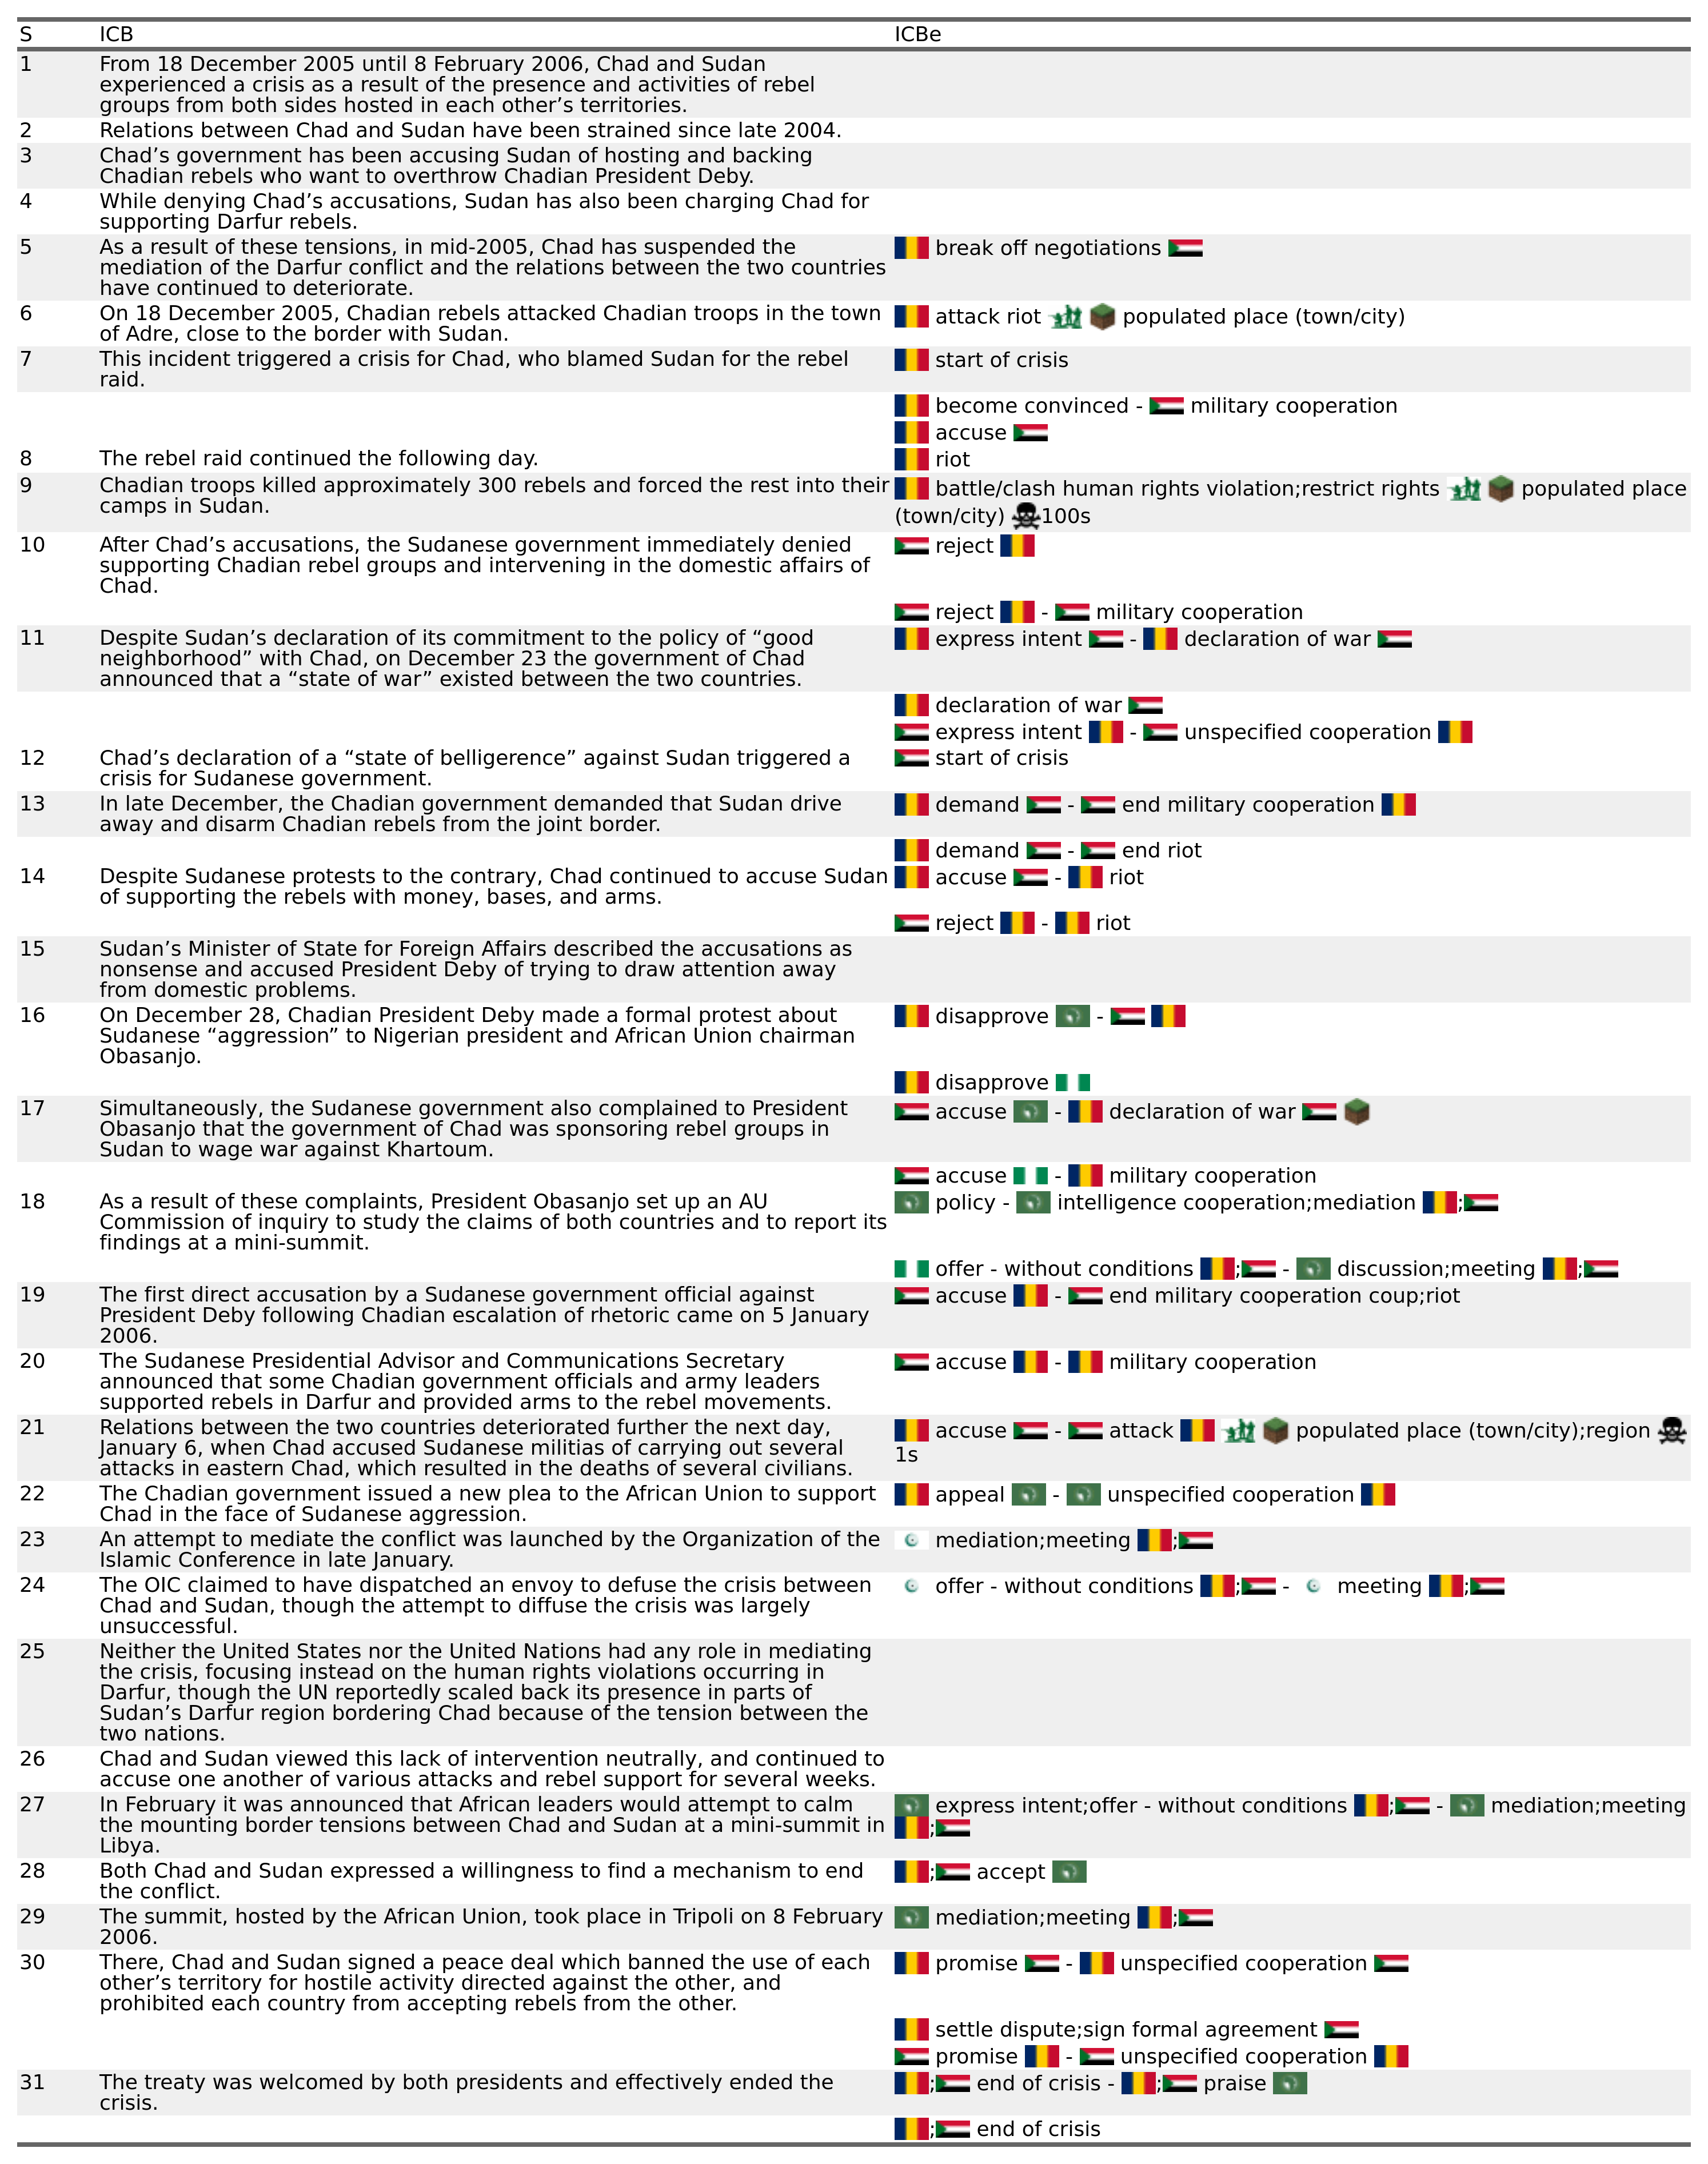 S ICB ICBe
1 From 18 December 2005 until 8 February 2006, Chad and Sudan
experienced a crisis as a result of the presence and activities of rebel
groups from both sides hosted in each other’s territories.
2 Relations between Chad and Sudan have been strained since late 2004.
3 Chad’s government has been accusing Sudan of hosting and backing
Chadian rebels who want to overthrow Chadian President Deby.
4 While denying Chad’s accusations, Sudan has also been charging Chad for
supporting Darfur rebels.
5 As a result of these tensions, in mid-2005, Chad has suspended the
mediation of the Darfur conflict and the relations between the two countries
have continued to deteriorate.
break off negotiations
6 On 18 December 2005, Chadian rebels attacked Chadian troops in the town
of Adre, close to the border with Sudan.
attack riot populated place (town/city)
7 This incident triggered a crisis for Chad, who blamed Sudan for the rebel
raid.
start of crisis
become convinced - military cooperation
accuse
8 The rebel raid continued the following day.
riot
9 Chadian troops killed approximately 300 rebels and forced the rest into their
camps in Sudan.
battle/clash human rights violation;restrict rights populated place
(town/city) 100s
10 After Chad’s accusations, the Sudanese government immediately denied
supporting Chadian rebel groups and intervening in the domestic affairs of
Chad.
reject
reject - military cooperation
11 Despite Sudan’s declaration of its commitment to the policy of “good
neighborhood” with Chad, on December 23 the government of Chad
announced that a “state of war” existed between the two countries.
express intent - declaration of war
declaration of war
express intent - unspecified cooperation
12 Chad’s declaration of a “state of belligerence” against Sudan triggered a
crisis for Sudanese government.
start of crisis
13 In late December, the Chadian government demanded that Sudan drive
away and disarm Chadian rebels from the joint border.
demand - end military cooperation
demand - end riot
14 Despite Sudanese protests to the contrary, Chad continued to accuse Sudan
of supporting the rebels with money, bases, and arms.
accuse - riot
reject - riot
15 Sudan’s Minister of State for Foreign Affairs described the accusations as
nonsense and accused President Deby of trying to draw attention away
from domestic problems.
16 On December 28, Chadian President Deby made a formal protest about
Sudanese “aggression” to Nigerian president and African Union chairman
Obasanjo.
disapprove -
disapprove
17 Simultaneously, the Sudanese government also complained to President
Obasanjo that the government of Chad was sponsoring rebel groups in
Sudan to wage war against Khartoum.
accuse - declaration of war
accuse - military cooperation
18 As a result of these complaints, President Obasanjo set up an AU
Commission of inquiry to study the claims of both countries and to report its
findings at a mini-summit.
policy - intelligence cooperation;mediation ;
offer - without conditions ; - discussion;meeting ;
19 The first direct accusation by a Sudanese government official against
President Deby following Chadian escalation of rhetoric came on 5 January
2006.
accuse - end military cooperation coup;riot
20 The Sudanese Presidential Advisor and Communications Secretary
announced that some Chadian government officials and army leaders
supported rebels in Darfur and provided arms to the rebel movements.
accuse - military cooperation
21 Relations between the two countries deteriorated further the next day,
January 6, when Chad accused Sudanese militias of carrying out several
attacks in eastern Chad, which resulted in the deaths of several civilians.
accuse - attack populated place (town/city);region
1s
22 The Chadian government issued a new plea to the African Union to support
Chad in the face of Sudanese aggression.
appeal - unspecified cooperation
23 An attempt to mediate the conflict was launched by the Organization of the
Islamic Conference in late January.
mediation;meeting ;
24 The OIC claimed to have dispatched an envoy to defuse the crisis between
Chad and Sudan, though the attempt to diffuse the crisis was largely
unsuccessful.
offer - without conditions ; - meeting ;
25 Neither the United States nor the United Nations had any role in mediating
the crisis, focusing instead on the human rights violations occurring in
Darfur, though the UN reportedly scaled back its presence in parts of
Sudan’s Darfur region bordering Chad because of the tension between the
two nations.
26 Chad and Sudan viewed this lack of intervention neutrally, and continued to
accuse one another of various attacks and rebel support for several weeks.
27 In February it was announced that African leaders would attempt to calm
the mounting border tensions between Chad and Sudan at a mini-summit in
Libya.
express intent;offer - without conditions ; - mediation;meeting
;
28 Both Chad and Sudan expressed a willingness to find a mechanism to end
the conflict.
; accept
29 The summit, hosted by the African Union, took place in Tripoli on 8 February
2006.
mediation;meeting ;
30 There, Chad and Sudan signed a peace deal which banned the use of each
other’s territory for hostile activity directed against the other, and
prohibited each country from accepting rebels from the other.
promise - unspecified cooperation
settle dispute;sign formal agreement
promise - unspecified cooperation
31 The treaty was welcomed by both presidents and effectively ended the
crisis.
; end of crisis - ; praise
; end of crisis